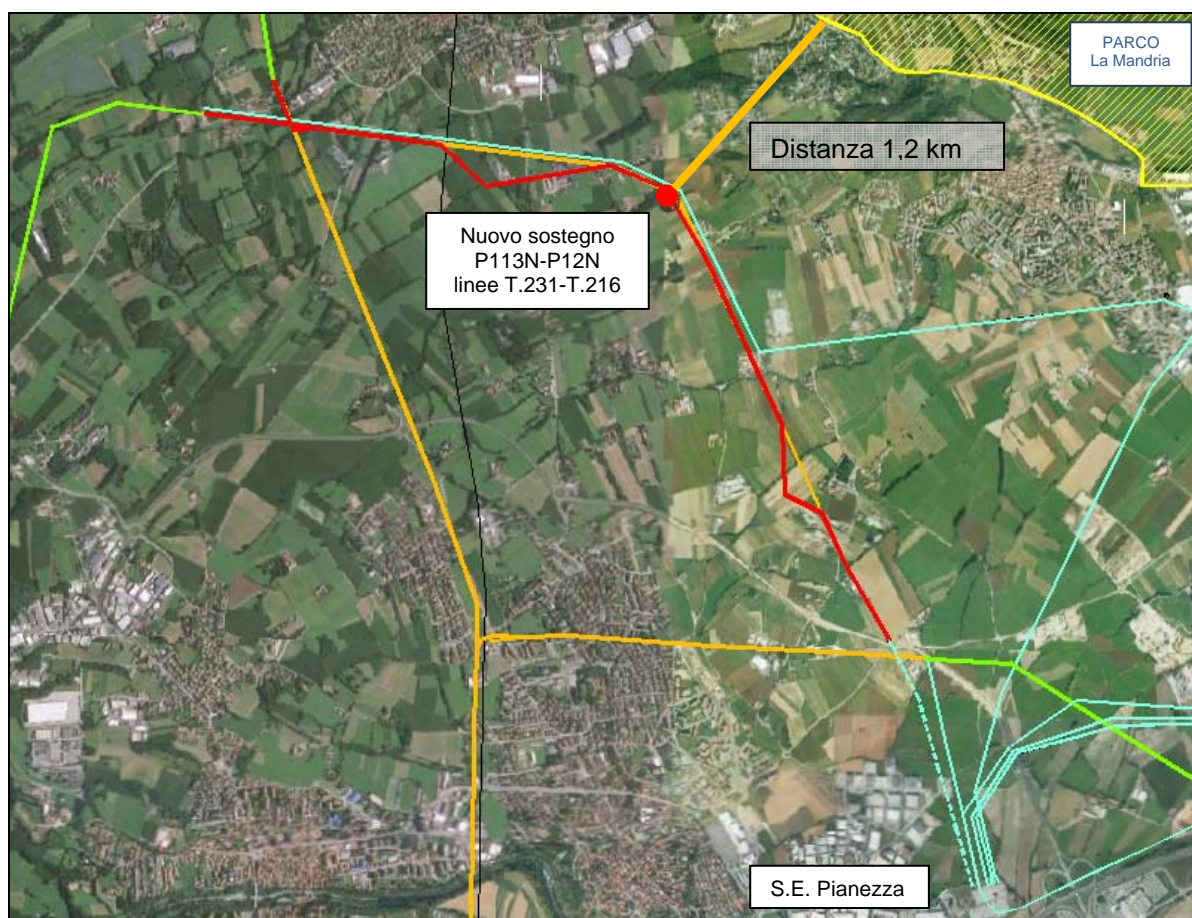 PARCO
La Mandria
Distanza 1,2 km
Nuovo sostegno
P113N-P12N
linee T.231-T.216
S.E. Pianezza